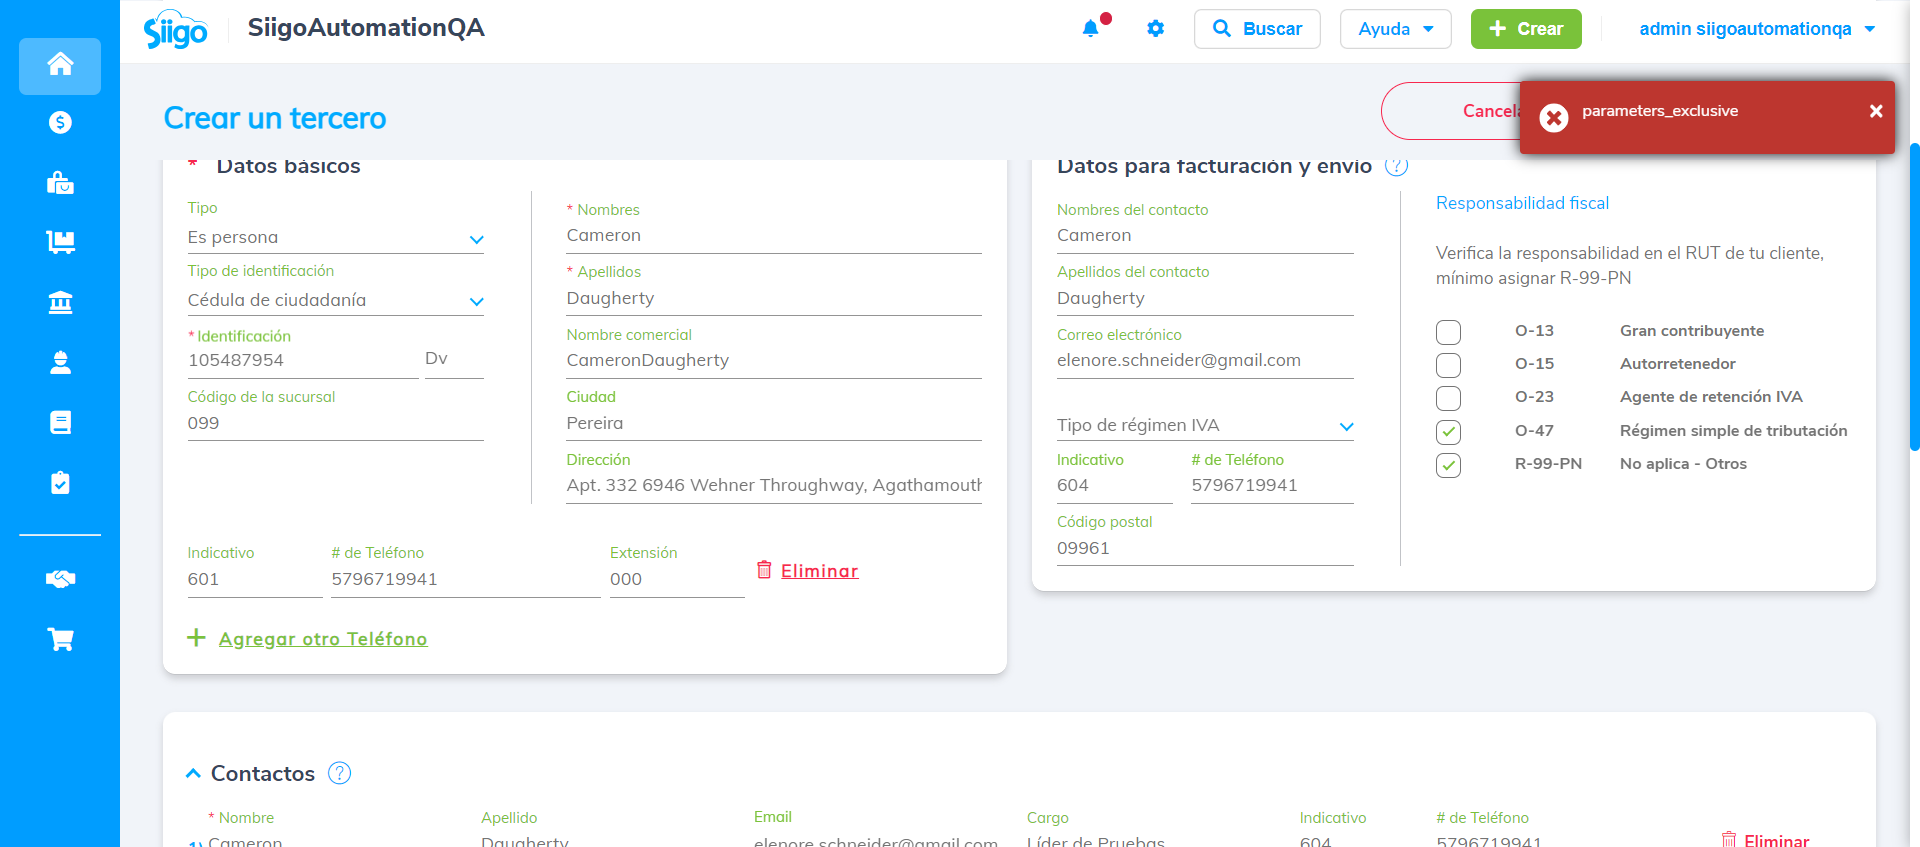 Siigo
SiigoAutomationQA
Buscar
Ayuda
Crear
admin siigoautomationqa
Crear un tercero
parameters_exclusive
* Datos básicos
Tipo
Es persona
Tipo de identificación
Cédula de ciudadanía
* Identificación
105487954
Dv
Código de la sucursal
099
* Nombres
Cameron
* Apellidos
Daugherty
Nombre comercial
CameronDaugherty
Ciudad
Pereira
Dirección
Apt. 332 6946 Wehner Throughway, Agathamouth
Indicativo
601
# de Teléfono
5796719941
Extensión
000
Eliminar
Agregar otro Teléfono
Datos para facturación y envío ?
Nombres del contacto
Cameron
Apellidos del contacto
Daugherty
Correo electrónico
elenore.schneider@gmail.com
Tipo de régimen IVA
Indicativo
604
# de Teléfono
5796719941
Código postal
09961
Responsabilidad fiscal
Verifica la responsabilidad en el RUT de tu cliente,
mínimo asignar R-99-PN
O-13 Gran contribuyente
O-15 Autorretenedor
O-23 Agente de retención IVA
O-47 Régimen simple de tributación
R-99-PN No aplica - Otros
Contactos ?
* Nombre
Apellido
Email
Cargo
Indicativo
# de Teléfono
Cameron
Daugherty
elenore.schneider@gmail.com
Líder de Pruebas
604
5796719941
Eliminar